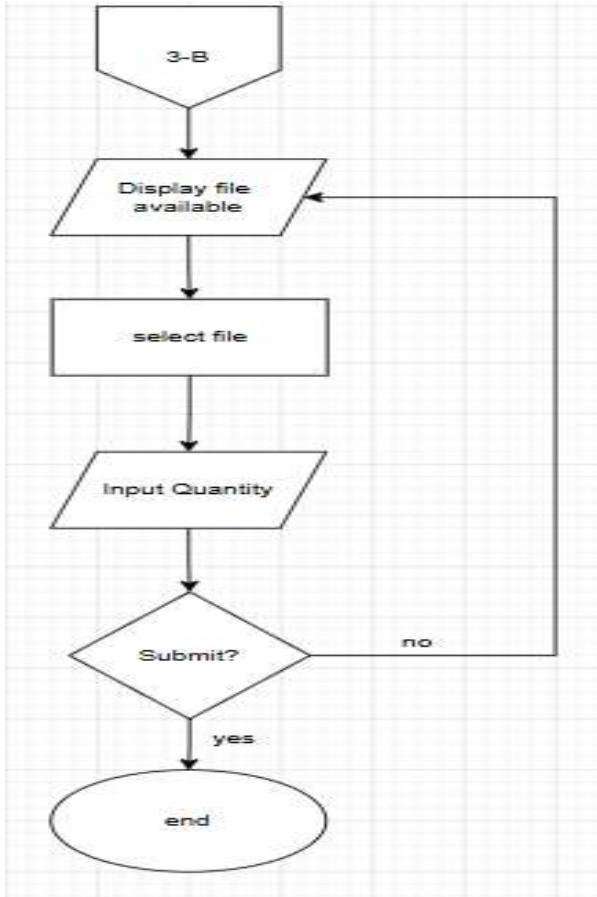 3-B
Display file
available
select file
Input Quantity
Submit?
no
yes
end